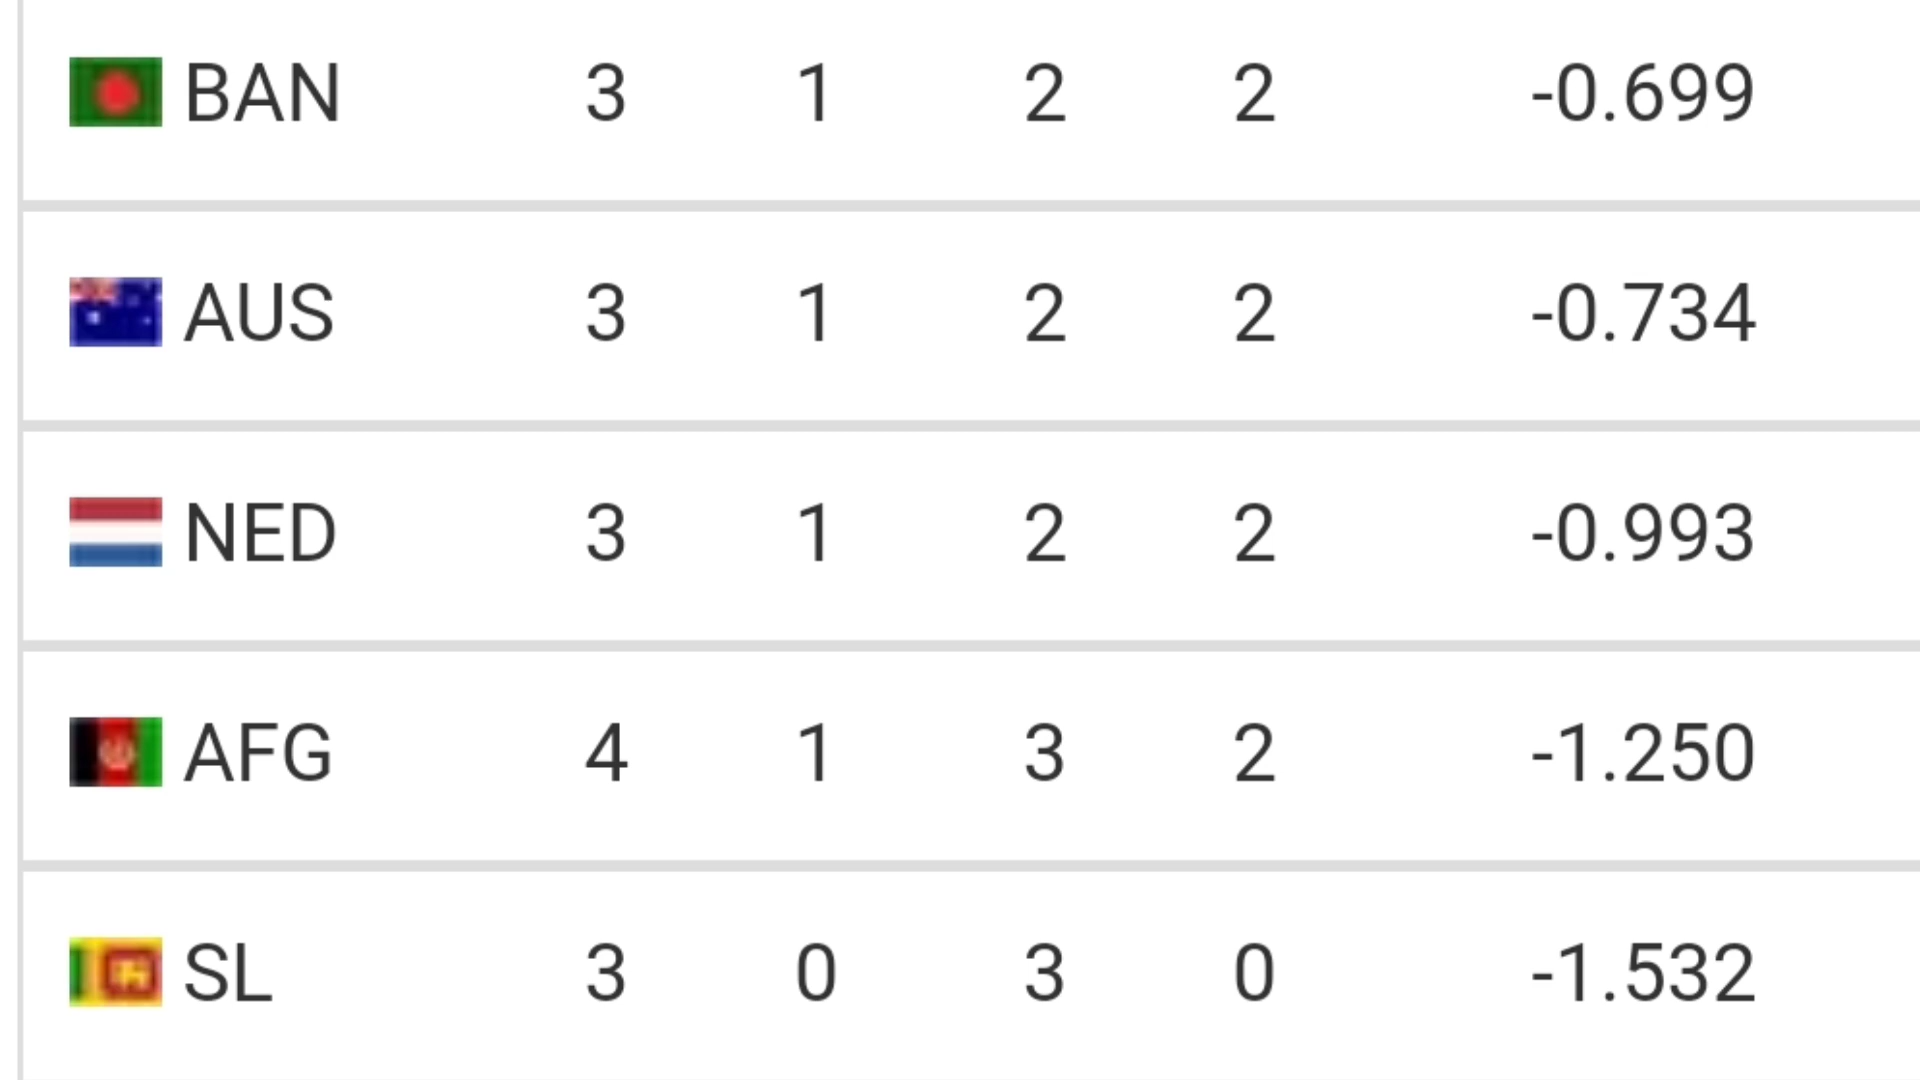 BAN 3 1 2 2 -0.699
AUS 3 1 2 2 -0.734
NED 3 1 2 2 -0.993
AFG 4 1 3 2 -1.250
SL 3 0 3 0 -1.532